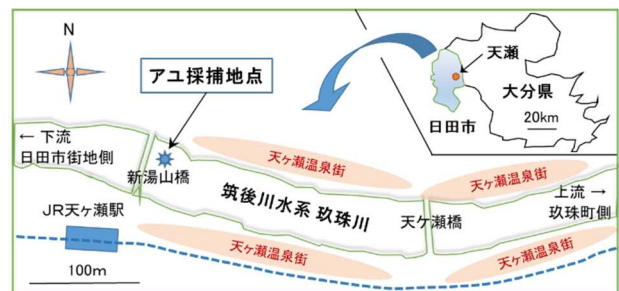 N
アユ採捕地点
天瀬
大分県
日田市
20km
← 下流
日田市街地側
新湯山橋
天ヶ瀬温泉街
天ヶ瀬温泉街
筑後川水系 玖珠川
天ケ瀬橋
上流 →
玖珠町側
JR天ヶ瀬駅
天ヶ瀬温泉街
天ヶ瀬温泉街
100m